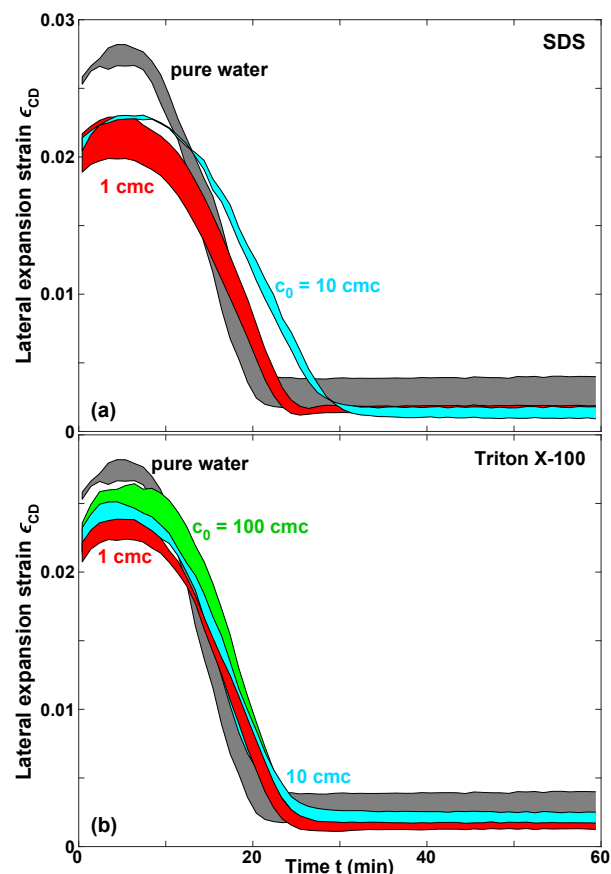 0.03
SDS
pure water
0.02
1 cmc
c₀ = 10 cmc
0.01
Lateral expansion strain ϵCD
(a)
0
pure water
Triton X-100
c₀ = 100 cmc
0.02
1 cmc
0.01
Lateral expansion strain ϵCD
10 cmc
(b)
0
0 20 40 60
Time t (min)